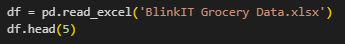 df = pd.read_excel('BlinkIT Grocery Data.xlsx')
df.head(5)